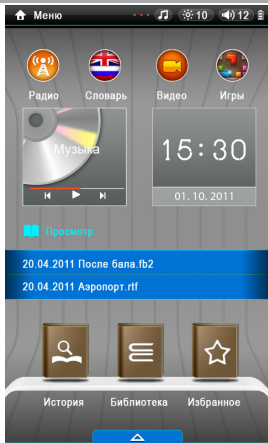 Меню 10 12
Радио Словарь Видео Игры
Музыка
15:30
01.10.2011
Просмотр
20.04.2011 После бала.fb2
20.04.2011 Аэропорт.rtf
История Библиотека Избранное